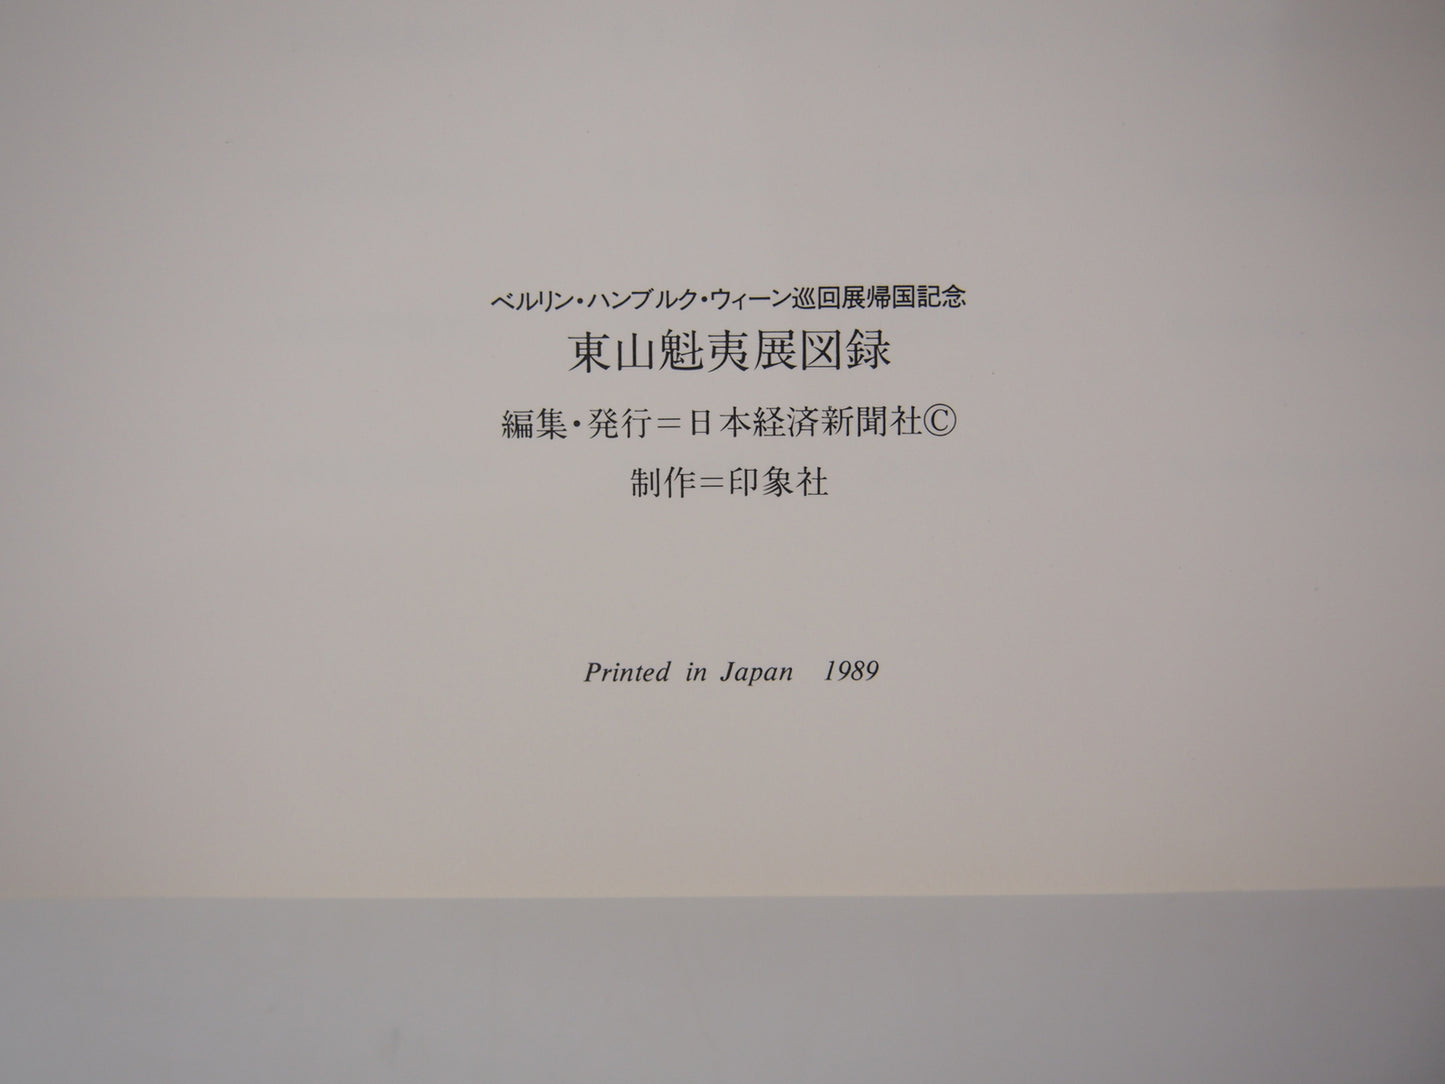 ベルリン・ハンブルク・ウィーン巡回展帰国記念
東山魁夷展図録
編集・発行＝日本経済新聞社Ⓒ
制作＝印象社
Printed in Japan 1989